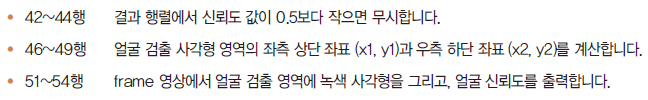 • 42~44행 결과 행렬에서 신뢰도 값이 0.5보다 작으면 무시합니다.
• 46~49행 얼굴 검출 사각형 영역의 좌측 상단 좌표 (x1, y1)과 우측 하단 좌표 (x2, y2)를 계산합니다.
• 51~54행 frame 영상에서 얼굴 검출 영역에 녹색 사각형을 그리고, 얼굴 신뢰도를 출력합니다.